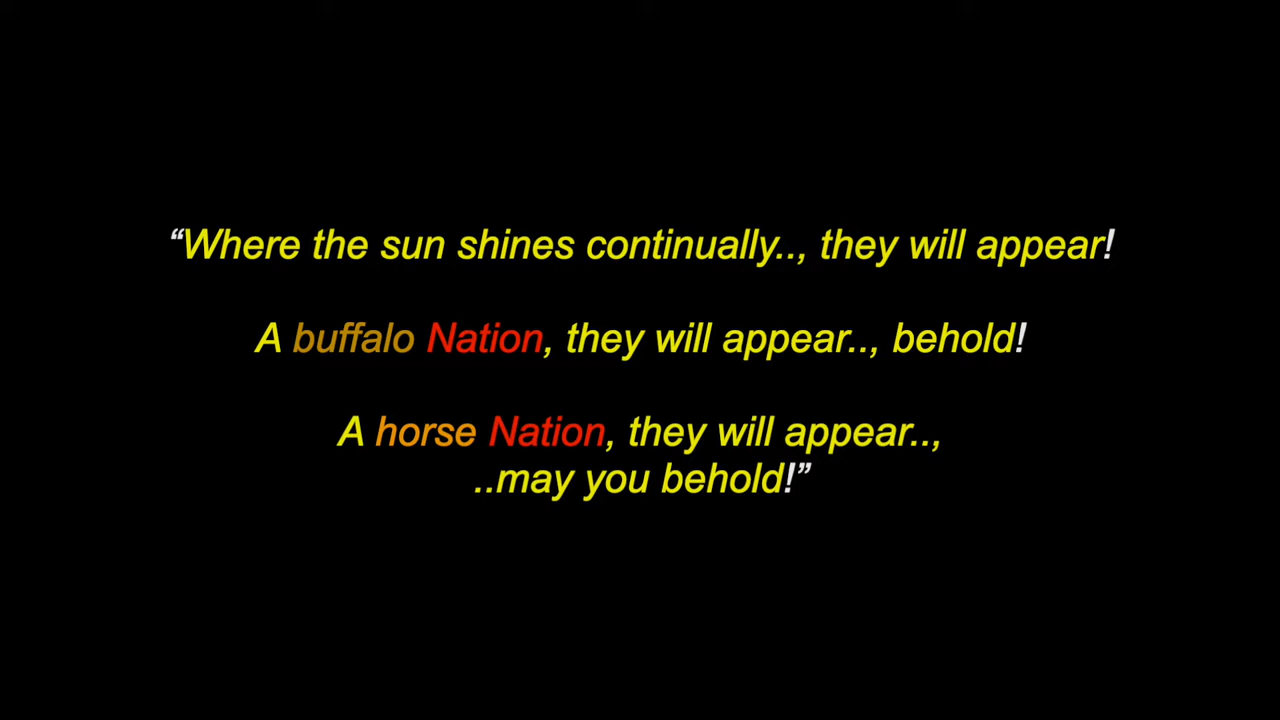 “Where the sun shines continually.., they will appear!
A buffalo Nation, they will appear.., behold!
A horse Nation, they will appear..,
..may you behold!”